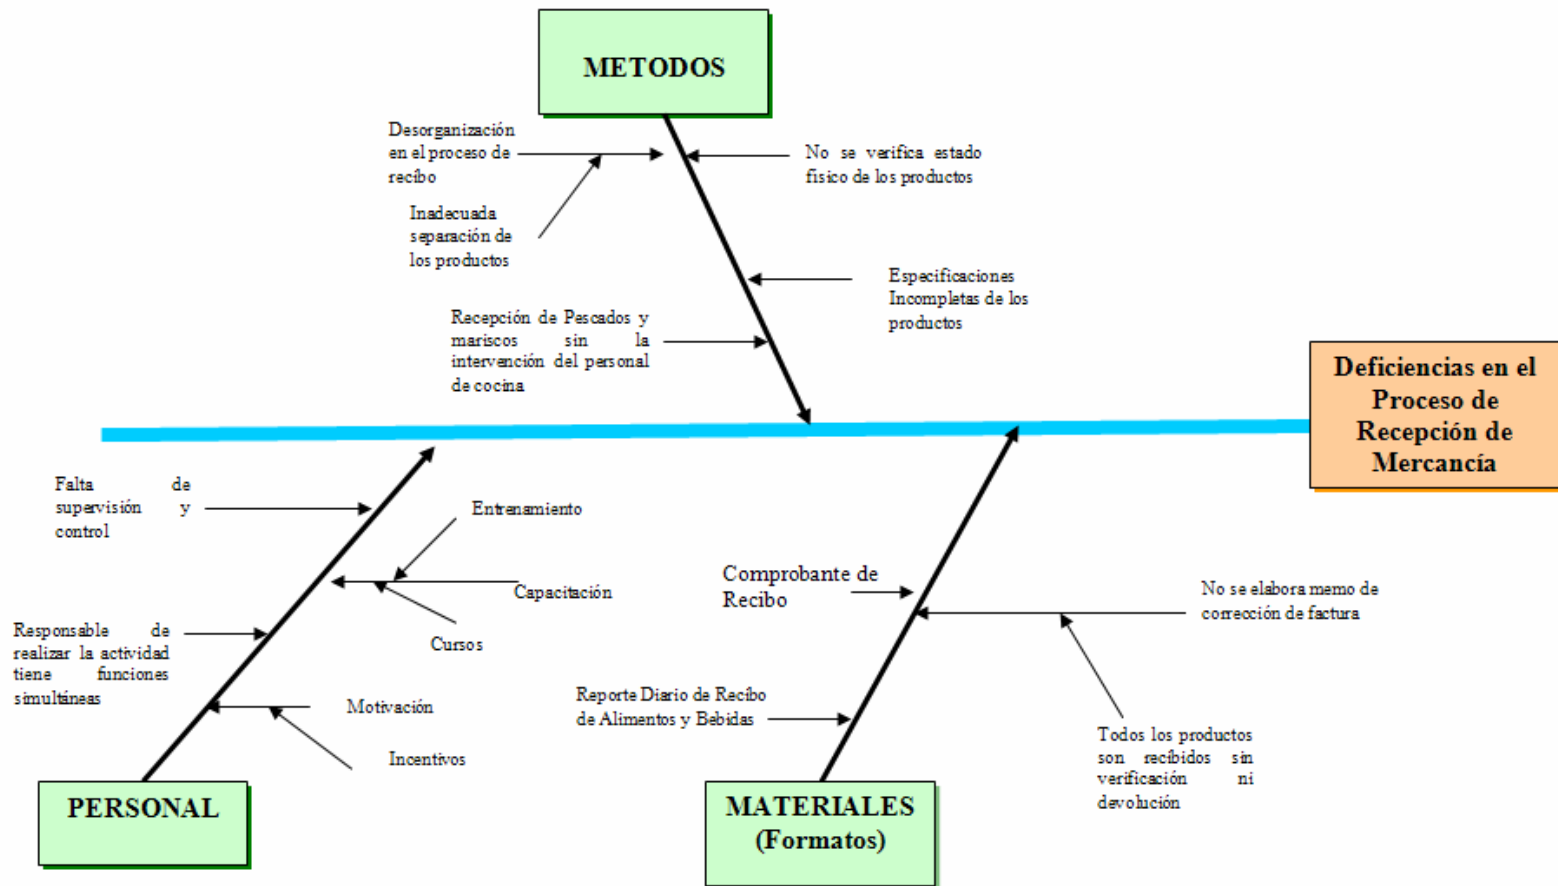 METODOS
Desorganización
en el proceso de
recibo
No se verifica estado
físico de los productos
Inadecuada
separación de
los productos
Especificaciones
Incompletas de los
productos
Recepción de Pescados y
mariscos sin la
intervención del personal
de cocina
Deficiencias en el
Proceso de
Recepción de
Mercancía
Falta de
supervisión y
control
Entrenamiento
Capacitación
Cursos
Responsable de
realizar la actividad
tiene funciones
simultáneas
Motivación
Incentivos
PERSONAL
Comprobante de
Recibo
No se elabora memo de
corrección de factura
Reporte Diario de Recibo
de Alimentos y Bebidas
Todos los productos
son recibidos sin
verificación ni
devolución
MATERIALES
(Formatos)